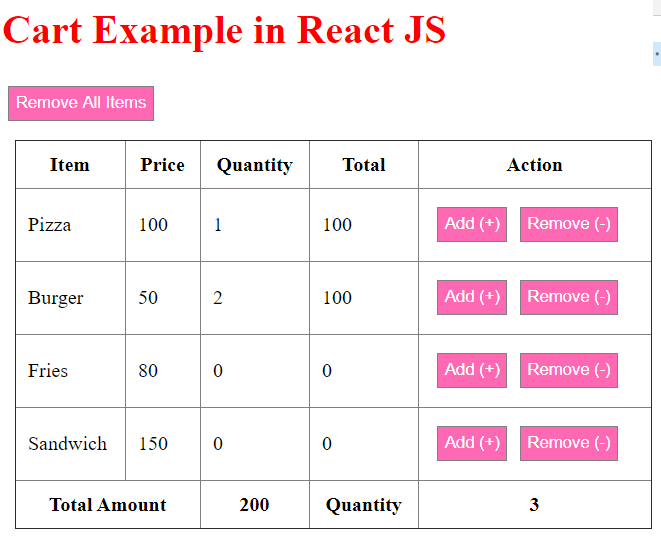 Cart Example in React JS
Remove All Items
Item Price Quantity Total Action
Pizza 100 1 100 Add (+) Remove (-)
Burger 50 2 100 Add (+) Remove (-)
Fries 80 0 0 Add (+) Remove (-)
Sandwich 150 0 0 Add (+) Remove (-)
Total Amount 200 Quantity 3